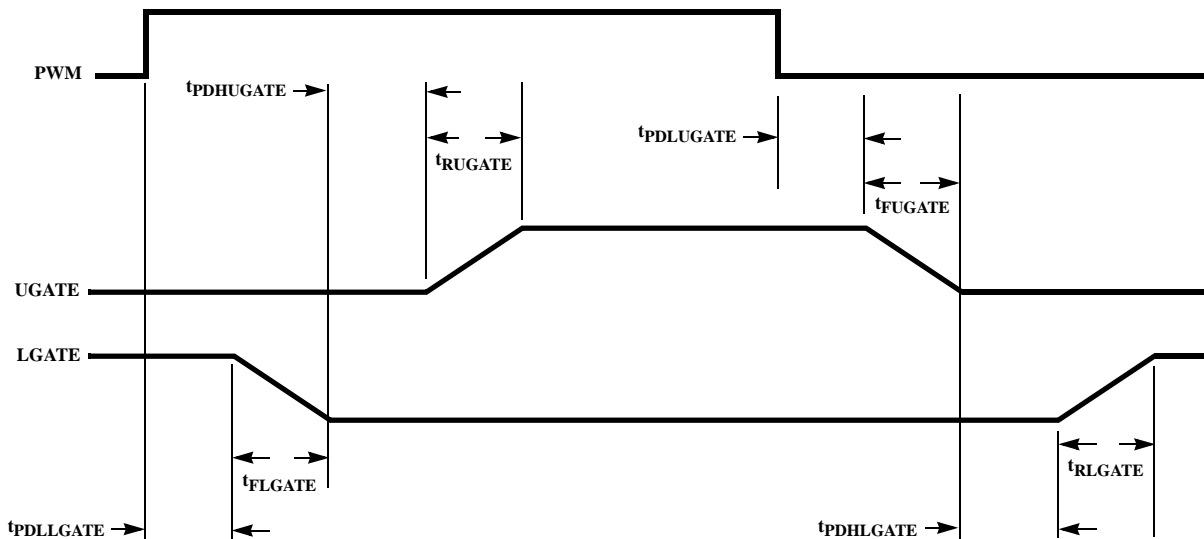 PWM
tPDHUGATE
tPDLUGATE
tRUGATE
tFUGATE
UGATE
LGATE
tFLGATE
tRLGATE
tPDLLGATE
tPDHLGATE